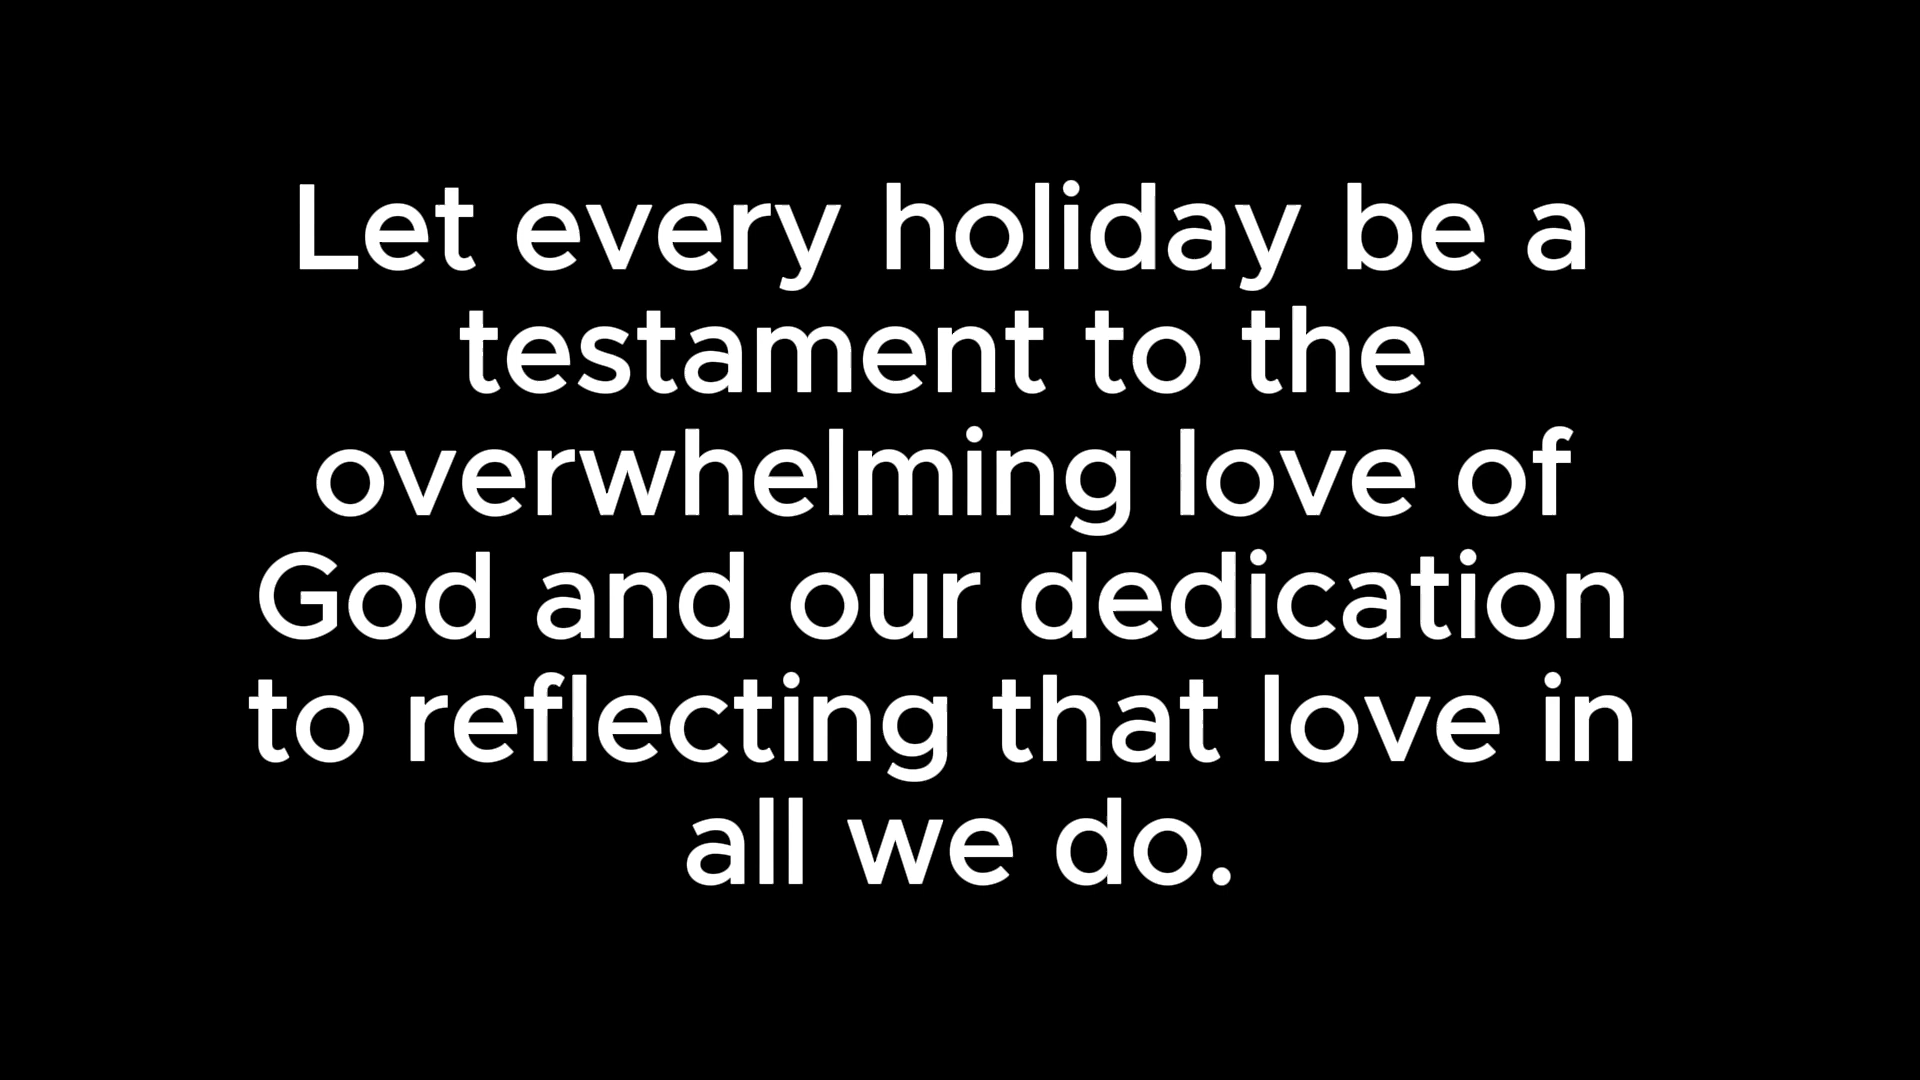 Let every holiday be a
testament to the
overwhelming love of
God and our dedication
to reflecting that love in
all we do.